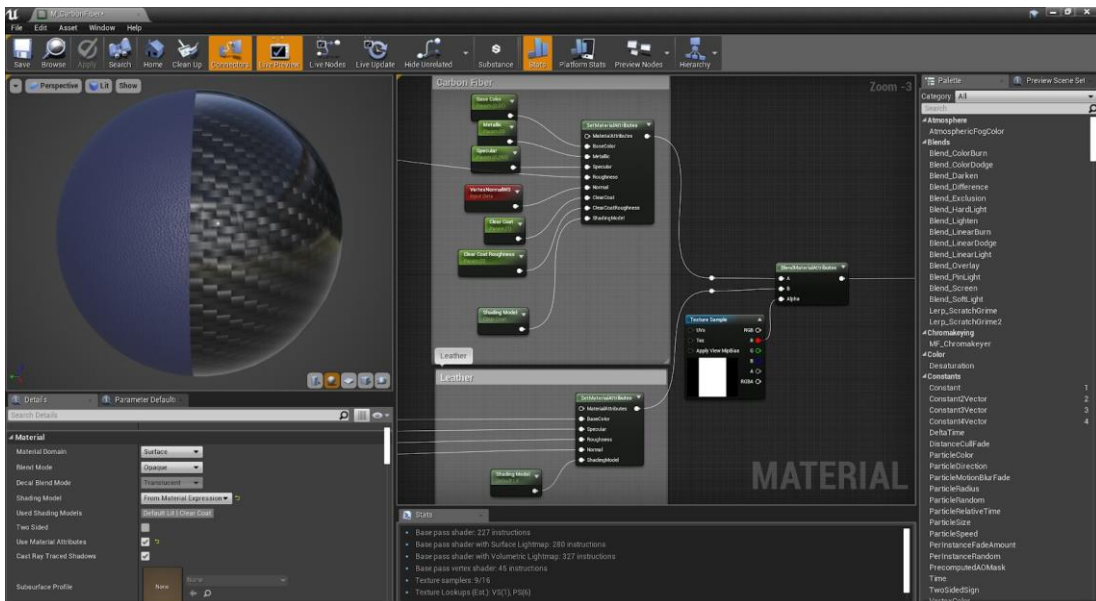 M_CarbonFiber*
File Edit Asset Window Help
Save Browse Apply Search Home Clean Up Connectors Live Preview Live Nodes Live Update Hide Unrelated Substance Stats Platform Stats Preview Nodes Hierarchy
Perspective Lit Show
Carbon Fiber
Zoom -3
Base Color
Metallic
Specular
VertexNormalWS
Input Data
Clear Coat
Clear Coat Roughness
Shading Model
Clear Coat
SetMaterialAttributes
MaterialAttributes
BaseColor
Metallic
Specular
Roughness
Normal
ClearCoat
ClearCoatRoughness
ShadingModel
BlendMaterialAttributes
A
B
Alpha
Texture Sample
UVs RGB
Tex R
Apply View MipBias G
B
A
RGBA
Leather
Leather
SetMaterialAttributes
MaterialAttributes
BaseColor
Specular
Roughness
Normal
ShadingModel
Shading Model
Default Lit
MATERIAL
Details Parameter Defaults
Search Details
Material
Material Domain Surface
Blend Mode Opaque
Decal Blend Mode Translucent
Shading Model From Material Expression
Used Shading Models Default Lit | Clear Coat
Two Sided
Use Material Attributes
Cast Ray Traced Shadows
Subsurface Profile None None
Stats
Base pass shader: 227 instructions
Base pass shader with Surface Lightmap: 280 instructions
Base pass shader with Volumetric Lightmap: 327 instructions
Base pass vertex shader: 45 instructions
Texture samplers: 9/16
Texture Lookups (Est.): VS(1), PS(6)
Palette Preview Scene Set
Category: All
Search
Atmosphere
AtmosphericFogColor
Blends
Blend_ColorBurn
Blend_ColorDodge
Blend_Darken
Blend_Difference
Blend_Exclusion
Blend_HardLight
Blend_Lighten
Blend_LinearBurn
Blend_LinearDodge
Blend_LinearLight
Blend_Overlay
Blend_PinLight
Blend_Screen
Blend_SoftLight
Lerp_ScratchGrime
Lerp_ScratchGrime2
Chromakeying
MF_Chromakeyer
Color
Desaturation
Constants
Constant 1
Constant2Vector 2
Constant3Vector 3
Constant4Vector 4
DeltaTime
DistanceCullFade
ParticleColor
ParticleDirection
ParticleMotionBlurFade
ParticleRadius
ParticleRandom
ParticleRelativeTime
ParticleSize
ParticleSpeed
PerInstanceFadeAmount
PerInstanceRandom
PrecomputedAOMask
Time
TwoSidedSign
VertexColor